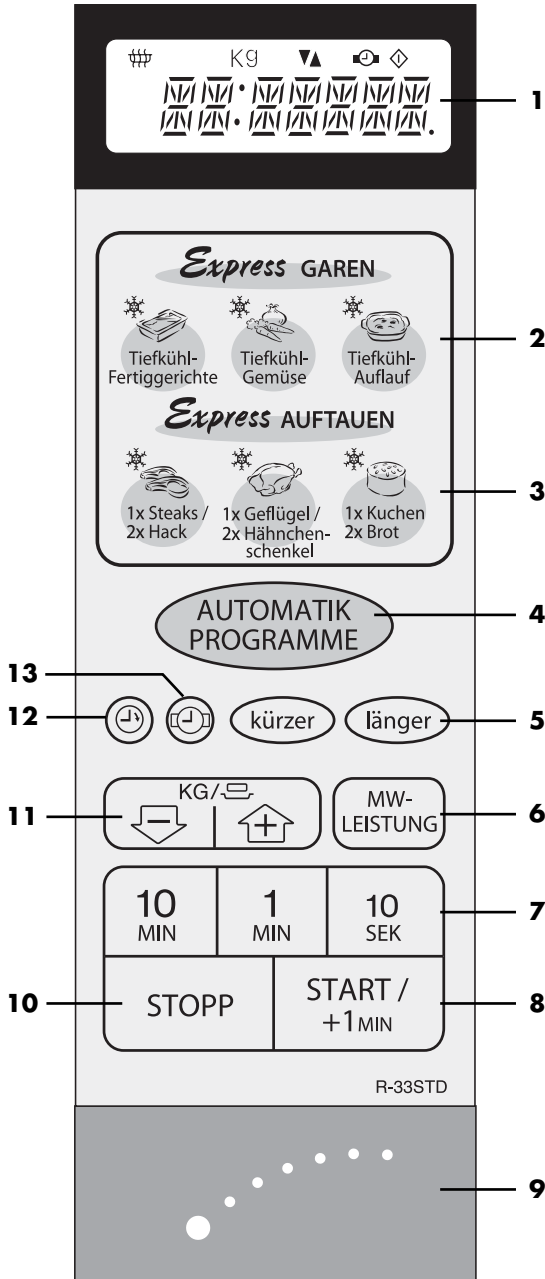 Kg
1
Express GAREN
2
Tiefkühl-
Fertiggerichte
Tiefkühl-
Gemüse
Tiefkühl-
Auflauf
Express AUFTAUEN
3
1x Steaks /
2x Hack
1x Geflügel /
2x Hähnchen-
schenkel
1x Kuchen
2x Brot
AUTOMATIK
PROGRAMME
4
13
12
kürzer
länger
5
11
KG/
MW-
LEISTUNG
6
10
MIN
1
MIN
10
SEK
7
10
STOPP
START /
+1 MIN
8
R-33STD
9